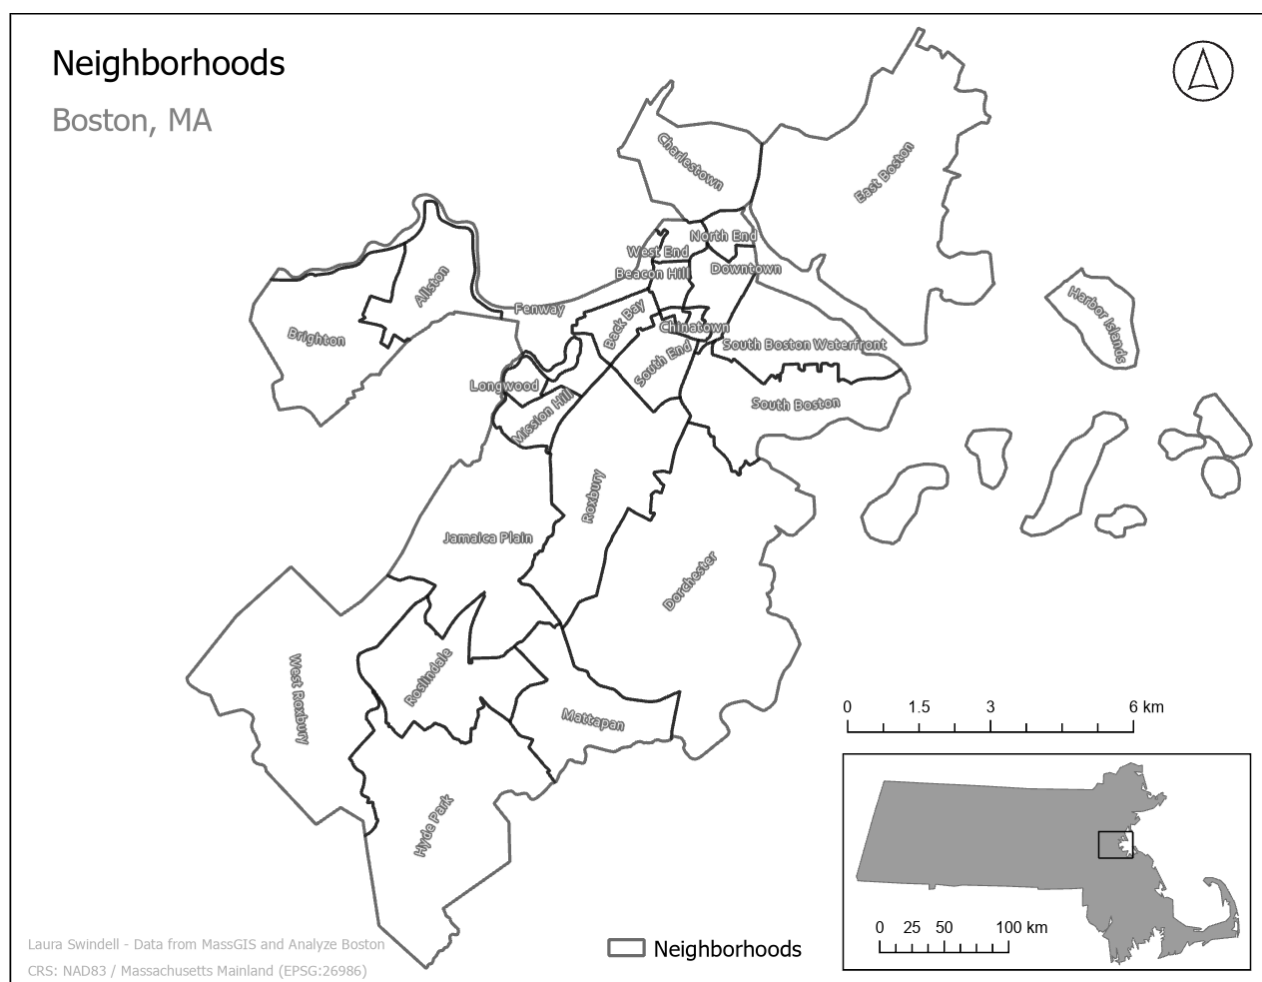 Neighborhoods
Boston, MA
Charlestown
East Boston
North End
West End
Beacon Hill
Downtown
Allston
Fenway
Harbor Islands
Brighton
Back Bay
Chinatown
South Boston Waterfront
South End
Longwood
Mission Hill
South Boston
Roxbury
Jamaica Plain
Dorchester
West Roxbury
Roslindale
Mattapan
Hyde Park
0 1.5 3 6 km
0 25 50 100 km
Neighborhoods
Laura Swindell - Data from MassGIS and Analyze Boston
CRS: NAD83 / Massachusetts Mainland (EPSG:26986)